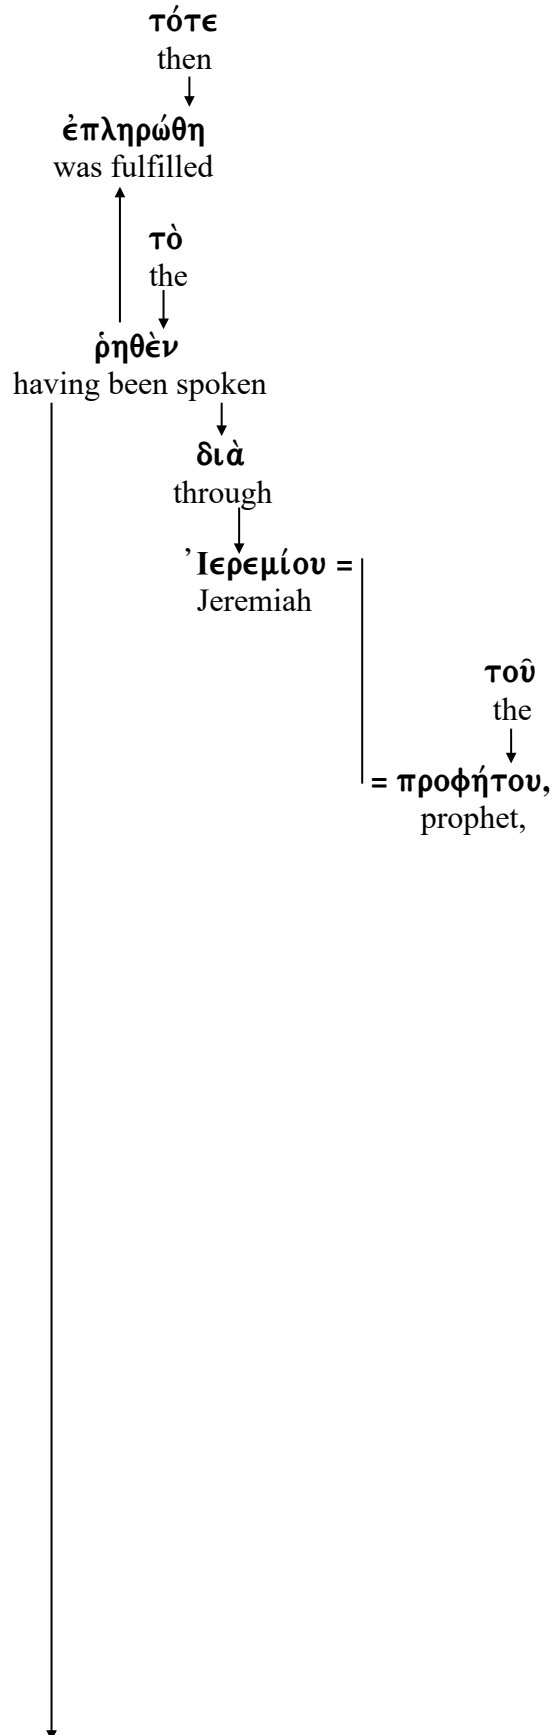 τότε
then
ἐπληρώθη
was fulfilled
τὸ
the
ῥηθὲν
having been spoken
διὰ
through
Ἰερεμίου =
Jeremiah
τοῦ
the
= προφήτου,
prophet,